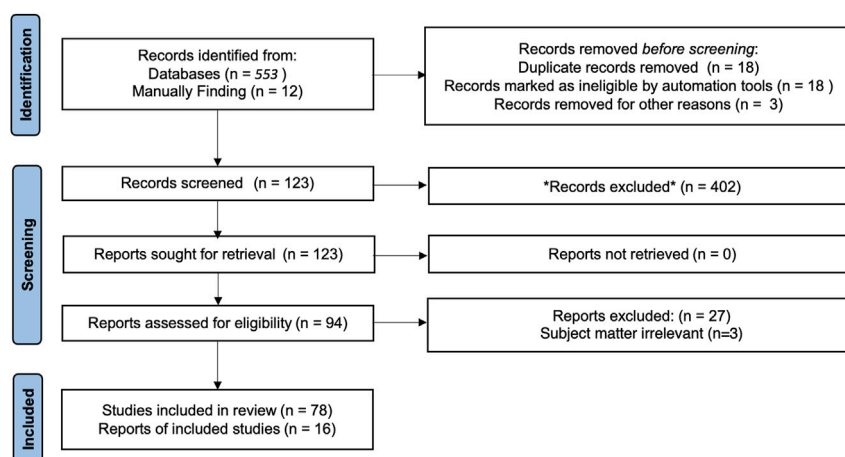 Identification
Records identified from:
Databases (n = 553 )
Manually Finding (n = 12)
Records removed before screening:
Duplicate records removed (n = 18)
Records marked as ineligible by automation tools (n = 18 )
Records removed for other reasons (n = 3)
Screening
Records screened (n = 123)
*Records excluded* (n = 402)
Reports sought for retrieval (n = 123)
Reports not retrieved (n = 0)
Reports assessed for eligibility (n = 94)
Reports excluded: (n = 27)
Subject matter irrelevant (n=3)
Included
Studies included in review (n = 78)
Reports of included studies (n = 16)